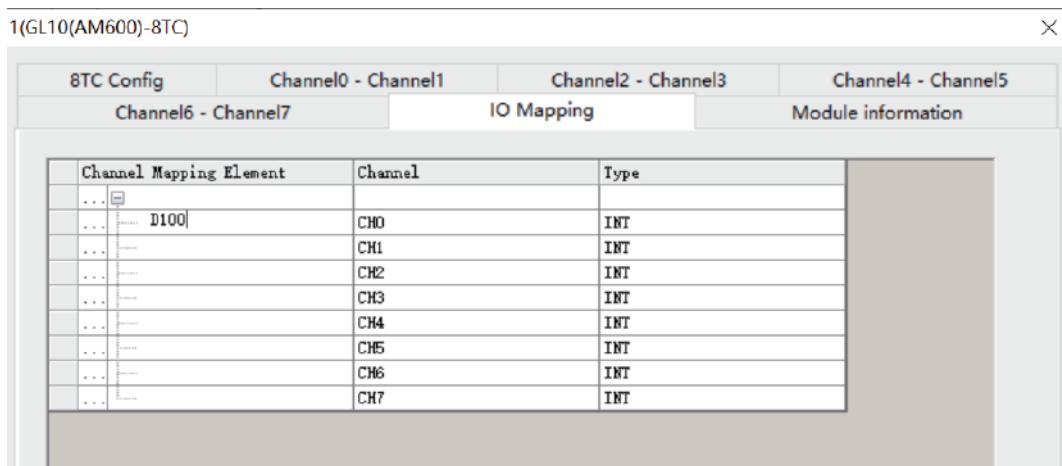 1(GL10(AM600)-8TC)
8TC Config Channel0 - Channel1 Channel2 - Channel3 Channel4 - Channel5
Channel6 - Channel7 IO Mapping Module information
Channel Mapping Element Channel Type
...
... D100 CH0 INT
... CH1 INT
... CH2 INT
... CH3 INT
... CH4 INT
... CH5 INT
... CH6 INT
... CH7 INT